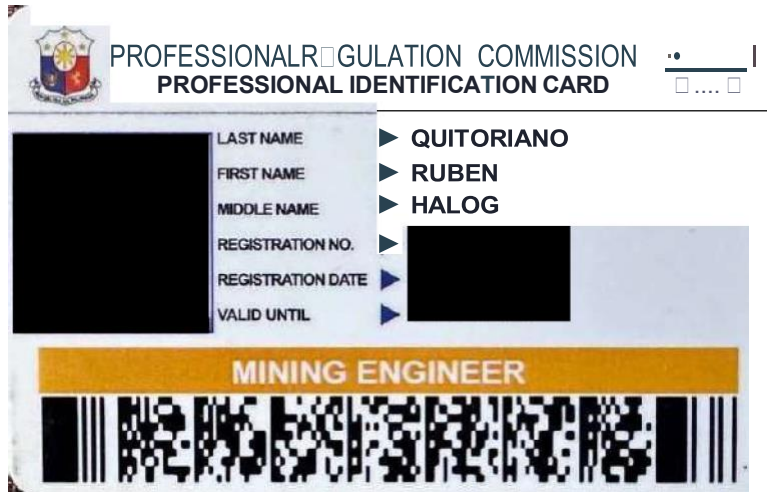 PROFESSIONALR□GULATION COMMISSION
PROFESSIONAL IDENTIFICATION CARD
LAST NAME QUITORIANO
FIRST NAME RUBEN
MIDDLE NAME HALOG
REGISTRATION NO.
REGISTRATION DATE
VALID UNTIL
MINING ENGINEER